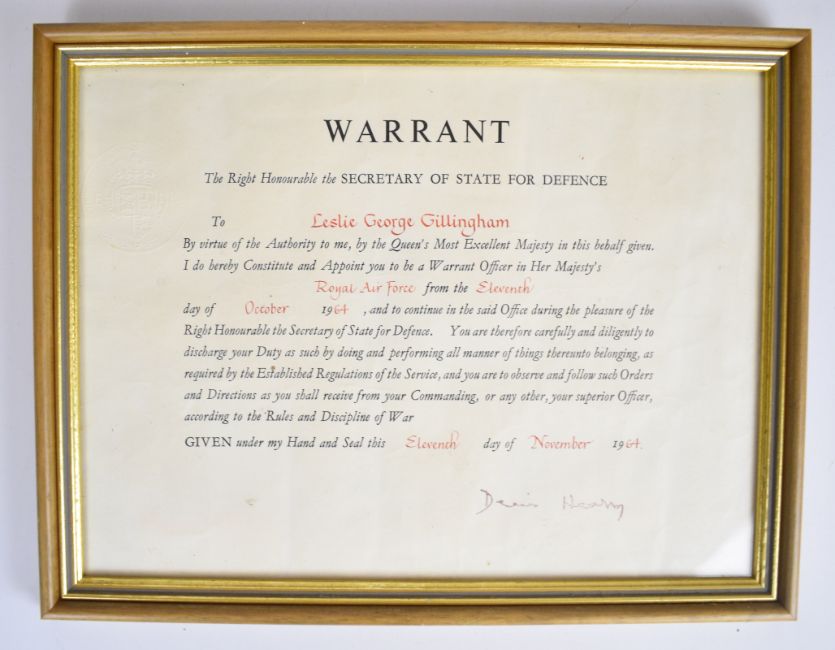 WARRANT
The Right Honourable the SECRETARY OF STATE FOR DEFENCE
To Leslie George Gillingham
By virtue of the Authority to me, by the Queen's Most Excellent Majesty in this behalf given.
I do hereby Constitute and Appoint you to be a Warrant Officer in Her Majesty's
Royal Air Force from the Eleventh
day of October 1964 , and to continue in the said Office during the pleasure of the
Right Honourable the Secretary of State for Defence. You are therefore carefully and diligently to
discharge your Duty as such by doing and performing all manner of things thereunto belonging, as
required by the Established Regulations of the Service, and you are to observe and follow such Orders
and Directions as you shall receive from your Commanding, or any other, your superior Officer,
according to the Rules and Discipline of War
GIVEN under my Hand and Seal this Eleventh day of November 1964.
Denis Healey